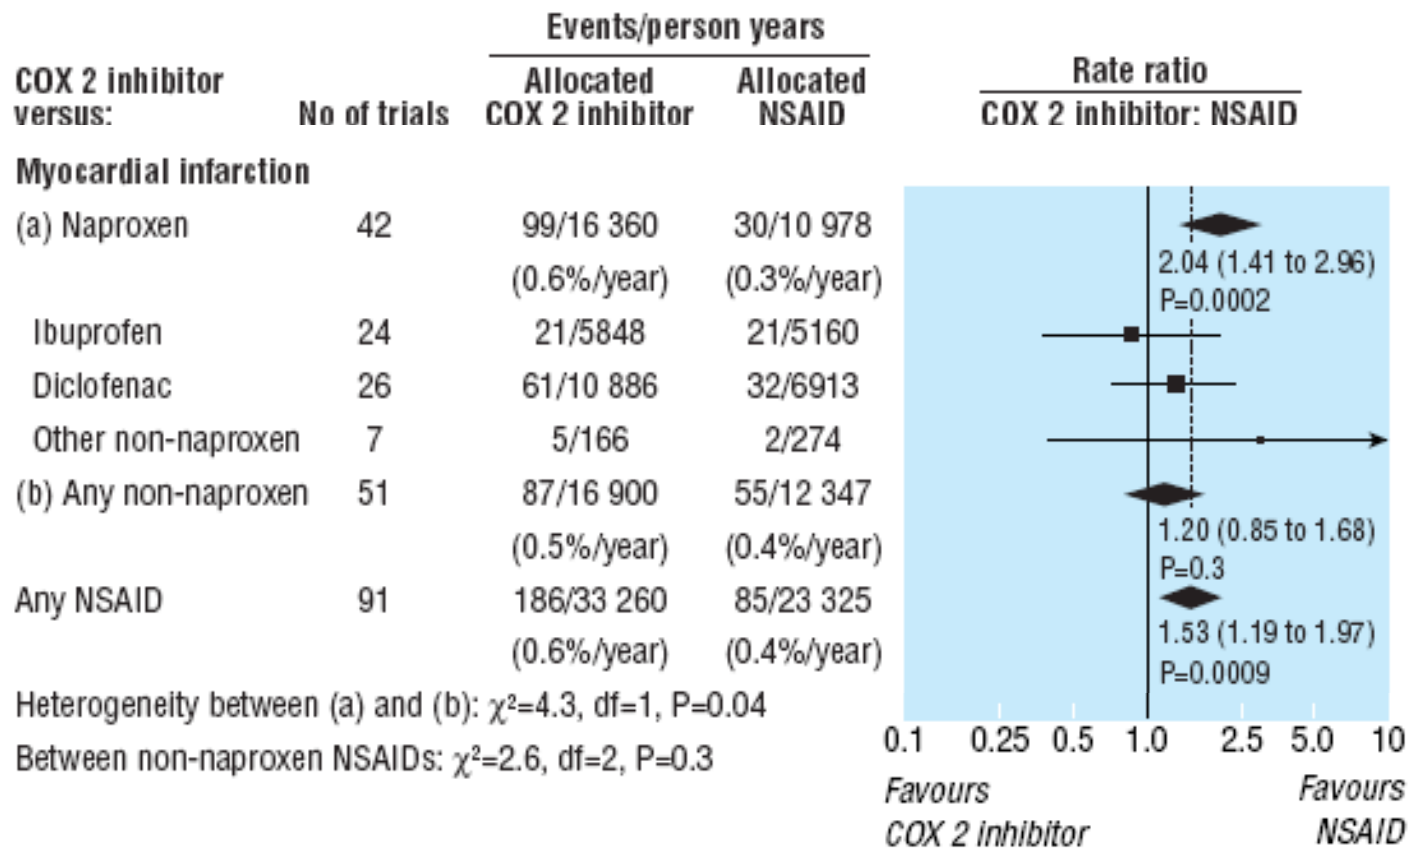 Events/person years
COX 2 inhibitor versus: No of trials Allocated COX 2 inhibitor Allocated NSAID Rate ratio COX 2 inhibitor: NSAID
Myocardial infarction
(a) Naproxen 42 99/16 360 30/10 978
(0.6%/year) (0.3%/year) 2.04 (1.41 to 2.96)
P=0.0002
Ibuprofen 24 21/5848 21/5160
Diclofenac 26 61/10 886 32/6913
Other non-naproxen 7 5/166 2/274
(b) Any non-naproxen 51 87/16 900 55/12 347
(0.5%/year) (0.4%/year) 1.20 (0.85 to 1.68)
P=0.3
Any NSAID 91 186/33 260 85/23 325
(0.6%/year) (0.4%/year) 1.53 (1.19 to 1.97)
P=0.0009
Heterogeneity between (a) and (b): χ²=4.3, df=1, P=0.04
Between non-naproxen NSAIDs: χ²=2.6, df=2, P=0.3
0.1 0.25 0.5 1.0 2.5 5.0 10
Favours COX 2 inhibitor Favours NSAID